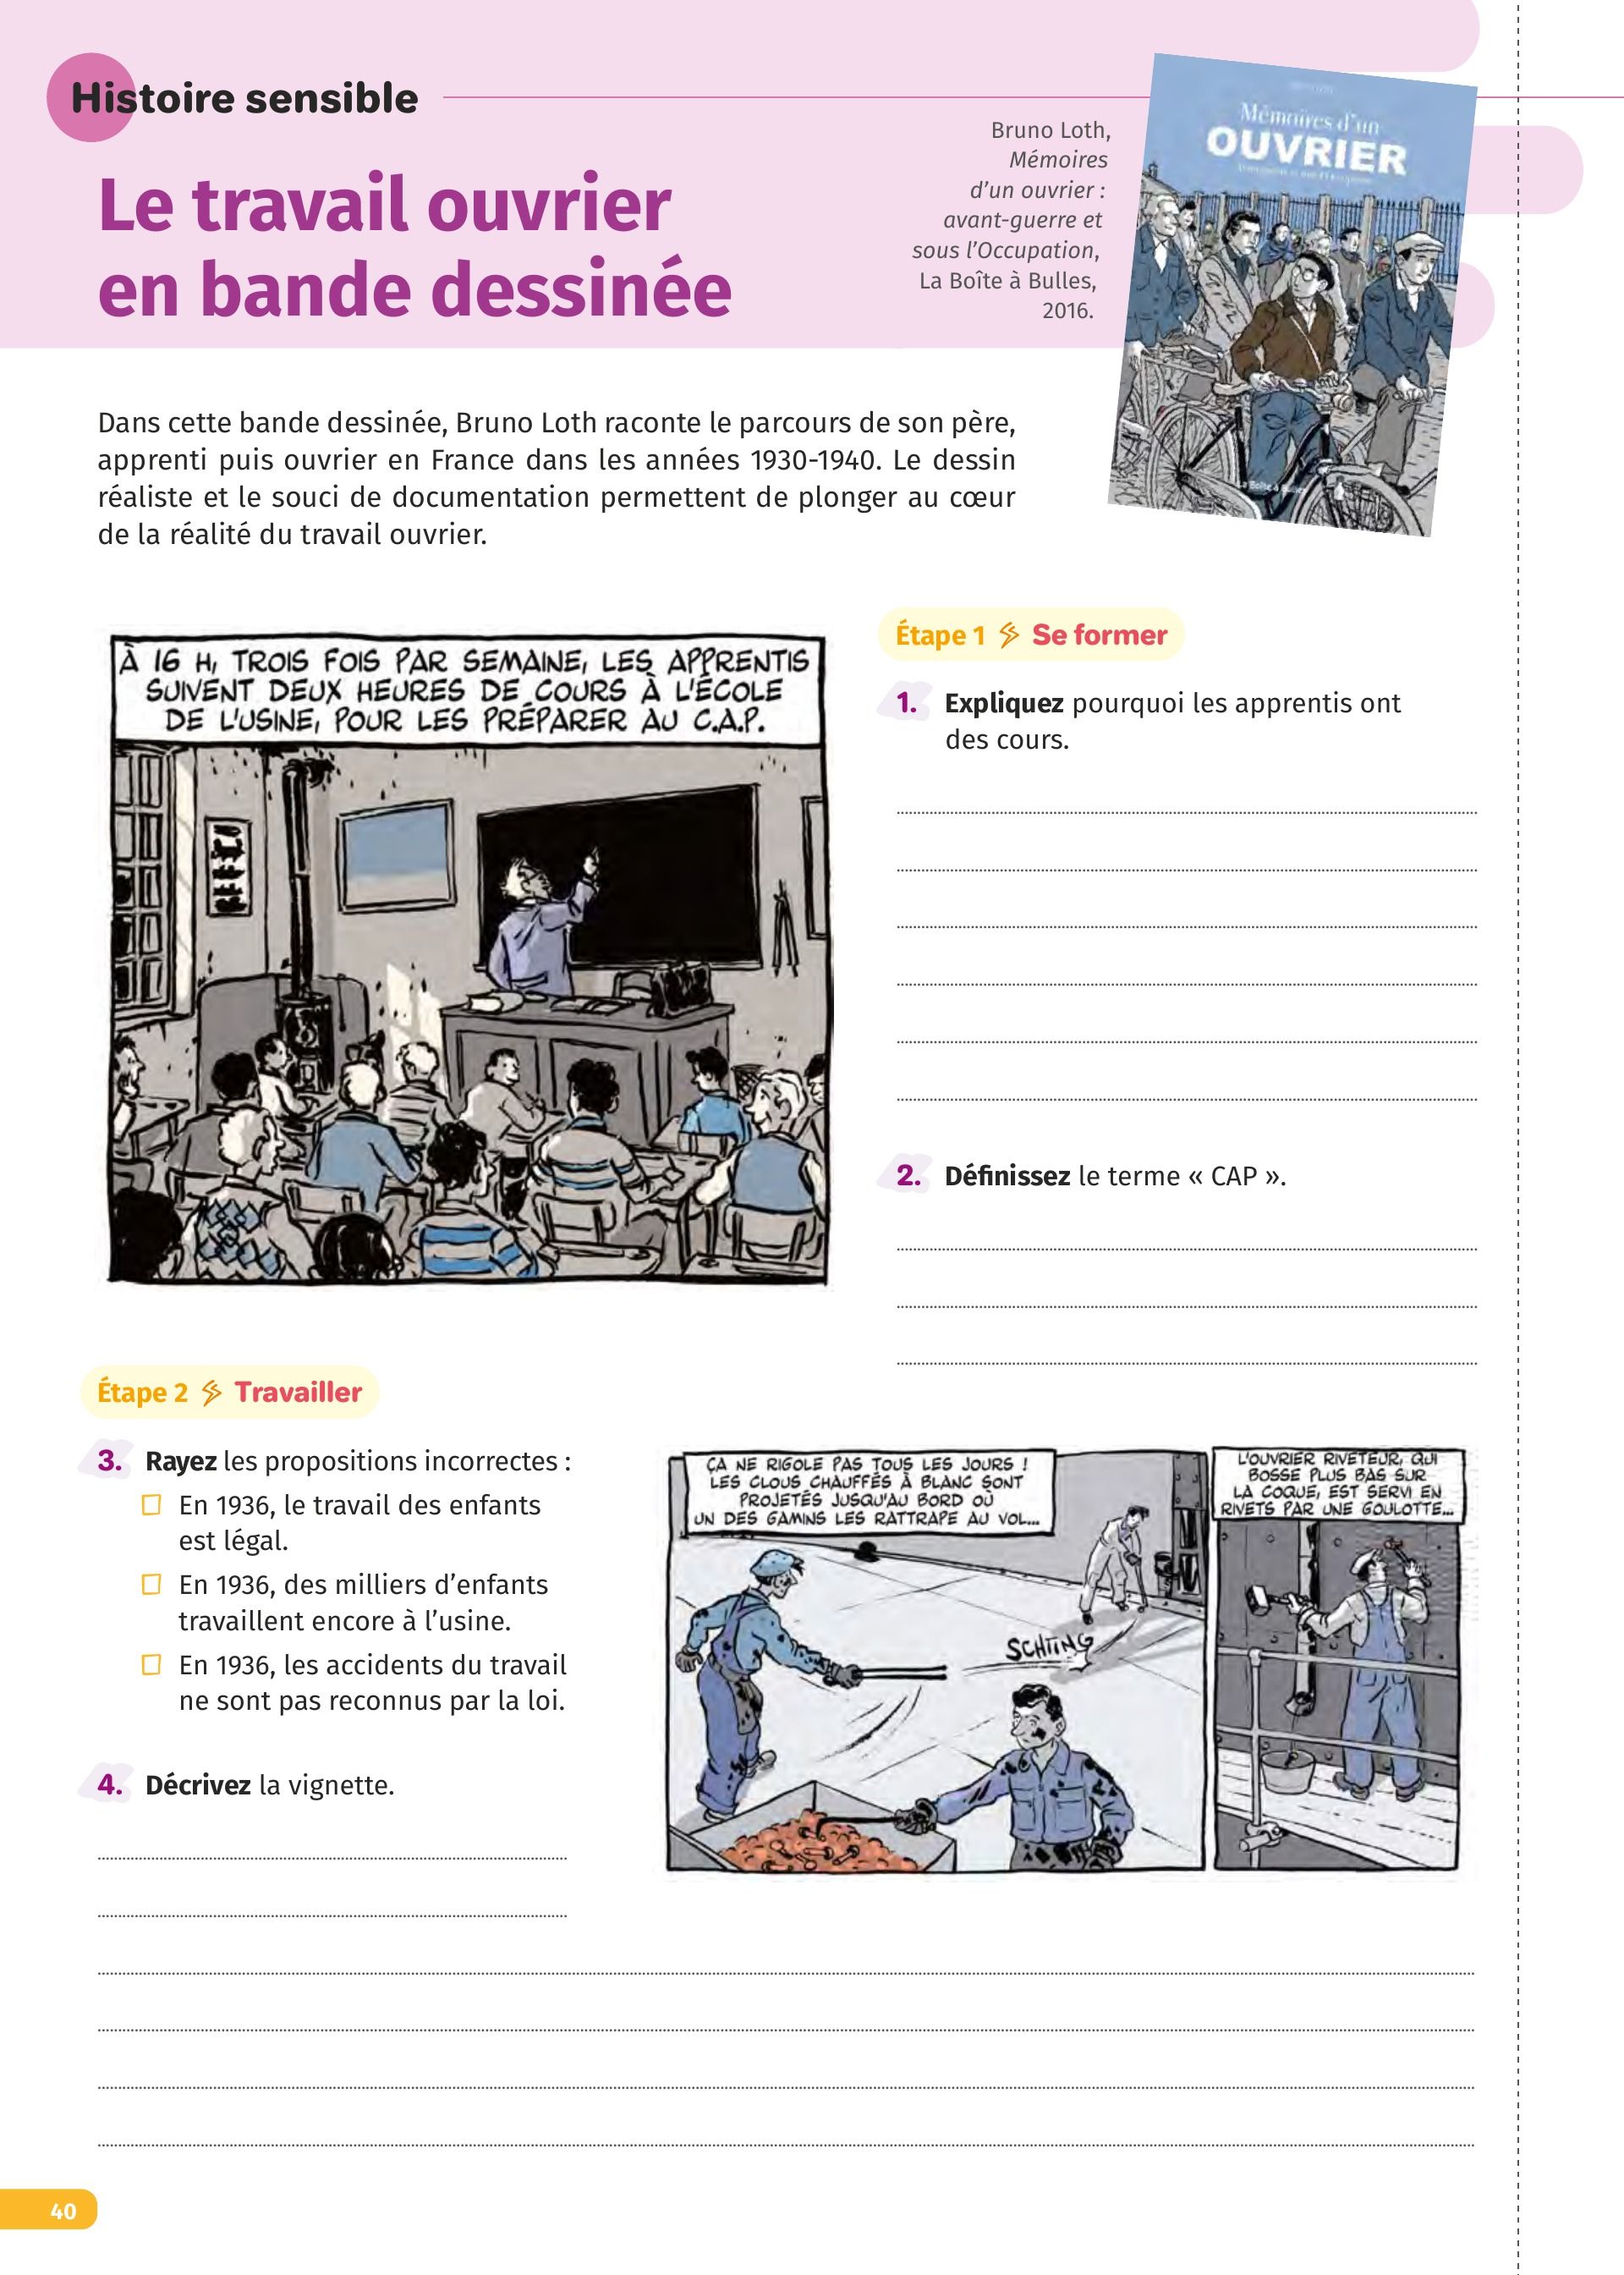 Histoire sensible
Le travail ouvrier
en bande dessinée
Bruno Loth,
Mémoires
d’un ouvrier :
avant-guerre et
sous l’Occupation,
La Boîte à Bulles,
2016.
Mémoires d’un
OUVRIER
La Boîte à Bulles
Dans cette bande dessinée, Bruno Loth raconte le parcours de son père,
apprenti puis ouvrier en France dans les années 1930-1940. Le dessin
réaliste et le souci de documentation permettent de plonger au cœur
de la réalité du travail ouvrier.
À 16 H, TROIS FOIS PAR SEMAINE, LES APPRENTIS
SUIVENT DEUX HEURES DE COURS À L'ÉCOLE
DE L'USINE, POUR LES PRÉPARER AU C.A.P.
Étape 1 Se former
1. Expliquez pourquoi les apprentis ont
des cours.
2. Définissez le terme « CAP ».
Étape 2 Travailler
3. Rayez les propositions incorrectes :
En 1936, le travail des enfants
est légal.
En 1936, des milliers d’enfants
travaillent encore à l’usine.
En 1936, les accidents du travail
ne sont pas reconnus par la loi.
4. Décrivez la vignette.
ÇA NE RIGOLE PAS TOUS LES JOURS !
LES CLOUS CHAUFFÉS À BLANC SONT
PROJETÉS JUSQU'AU BORD OÙ
UN DES GAMINS LES RATTRAPE AU VOL...
SCHTING
L'OUVRIER RIVETEUR, QUI
BOSSE PLUS BAS SUR
LA COQUE, EST SERVI EN
RIVETS PAR UNE GOULOTTE...
40